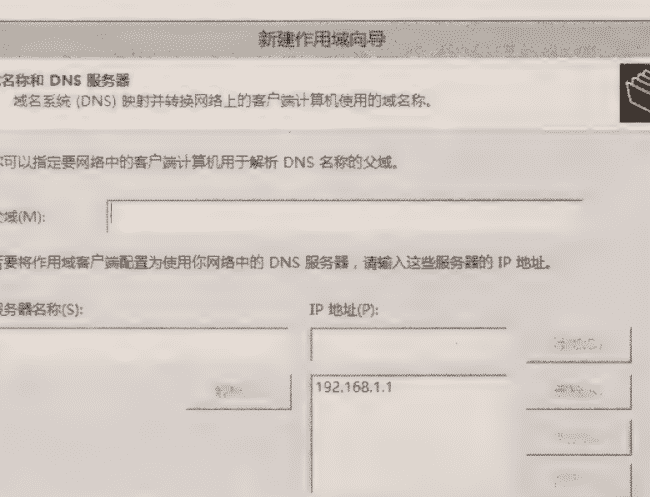 新建作用域向导
名称和 DNS 服务器
域名系统 (DNS) 映射并转换网络上的客户端计算机使用的域名称。
可以指定要网络中的客户端计算机用于解析 DNS 名称的父域。
域(M):
要将作用域客户端配置为使用你网络中的 DNS 服务器，请输入这些服务器的 IP 地址。
服务器名称(S):
IP 地址(P):
192.168.1.1